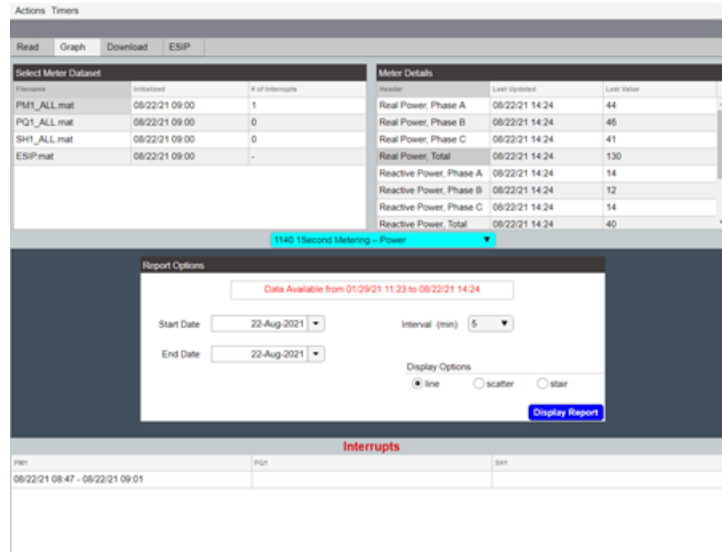 Actions Timers
Read Graph Download ESIP
Select Meter Dataset
Filename Initialized # of Interrupts
PM1_ALL.mat 08/22/21 09:00 1
PQ1_ALL.mat 08/22/21 09:00 0
SH1_ALL.mat 08/22/21 09:00 0
ESIP.mat 08/22/21 09:00 -
Meter Details
Header Last Updated Last Value
Real Power, Phase A 08/22/21 14:24 44
Real Power, Phase B 08/22/21 14:24 46
Real Power, Phase C 08/22/21 14:24 41
Real Power, Total 08/22/21 14:24 130
Reactive Power, Phase A 08/22/21 14:24 14
Reactive Power, Phase B 08/22/21 14:24 12
Reactive Power, Phase C 08/22/21 14:24 14
Reactive Power, Total 08/22/21 14:24 40
1140 1Second Metering – Power
Report Options
Data Available from 01/29/21 11:23 to 08/22/21 14:24
Start Date 22-Aug-2021 Interval (min) 5
End Date 22-Aug-2021
Display Options
line scatter stair
Display Report
Interrupts
PM1 PQ1 SH1
08/22/21 08:47 - 08/22/21 09:01